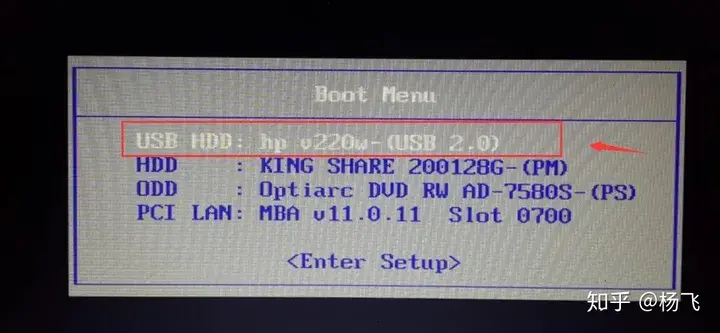 Boot Menu
USB HDD: hp v220w-(USB 2.0)
HDD : KING SHARE 200128G-(PM)
ODD : Optiarc DVD RW AD-7580S-(PS)
PCI LAN: MBA v11.0.11 Slot 0700
<Enter Setup>
知乎 @杨飞